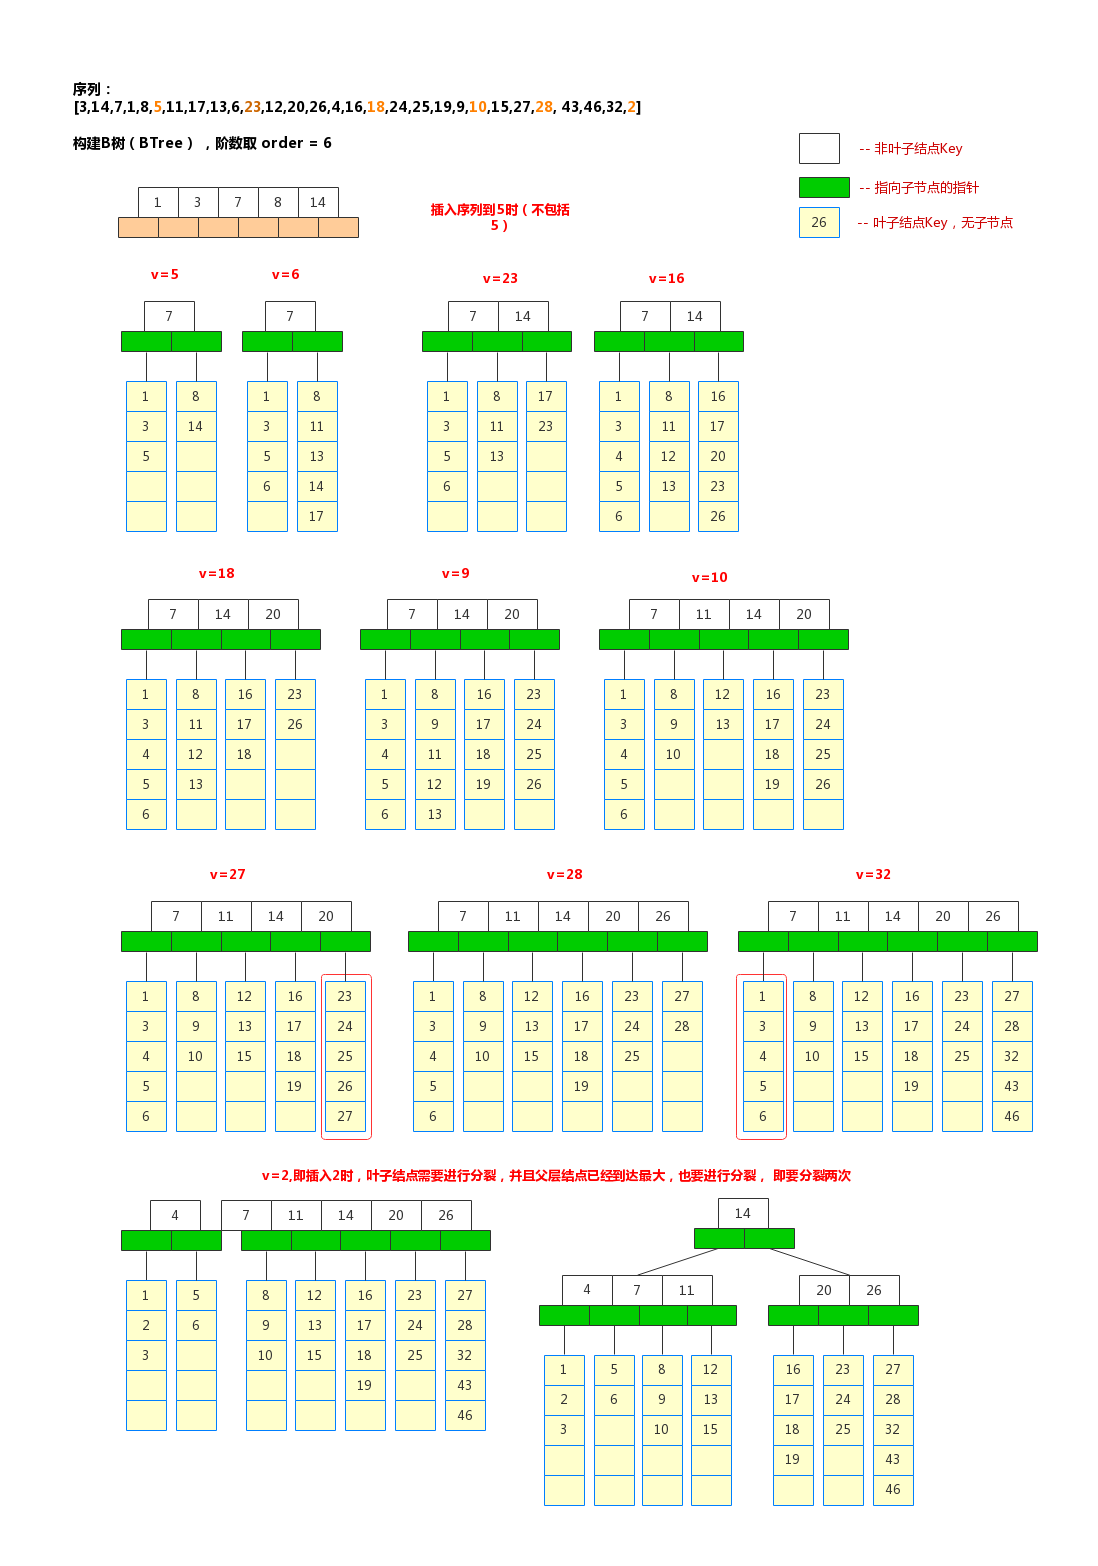 序列：
[3,14,7,1,8,5,11,17,13,6,23,12,20,26,4,16,18,24,25,19,9,10,15,27,28, 43,46,32,2]
构建B树（BTree），阶数取 order = 6
-- 非叶子结点Key
-- 指向子节点的指针
26 -- 叶子结点Key，无子节点
1 3 7 8 14
插入序列到5时（不包括
5）
v=5 v=6 v=23 v=16
7 7 7 14 7 14
1 8 1 8 1 8 17 1 8 16
3 14 3 11 3 11 23 3 11 17
5 5 13 5 13 4 12 20
6 14 6 5 13 23
17 6 26
v=18 v=9 v=10
7 14 20 7 14 20 7 11 14 20
1 8 16 23 1 8 16 23 1 8 12 16 23
3 11 17 26 3 9 17 24 3 9 13 17 24
4 12 18 4 11 18 25 4 10 18 25
5 13 5 12 19 26 5 19 26
6 6 13 6
v=27 v=28 v=32
7 11 14 20 7 11 14 20 26 7 11 14 20 26
1 8 12 16 23 1 8 12 16 23 27 1 8 12 16 23 27
3 9 13 17 24 3 9 13 17 24 28 3 9 13 17 24 28
4 10 15 18 25 4 10 15 18 25 4 10 15 18 25 32
5 19 26 5 19 5 19 43
6 27 6 6 46
v=2,即插入2时，叶子结点需要进行分裂，并且父层结点已经到达最大，也要进行分裂， 即要分裂两次
4 7 11 14 20 26
1 5 8 12 16 23 27
2 6 9 13 17 24 28
3 10 15 18 25 32
19 43
46
14
4 7 11 20 26
1 5 8 12 16 23 27
2 6 9 13 17 24 28
3 10 15 18 25 32
19 43
46